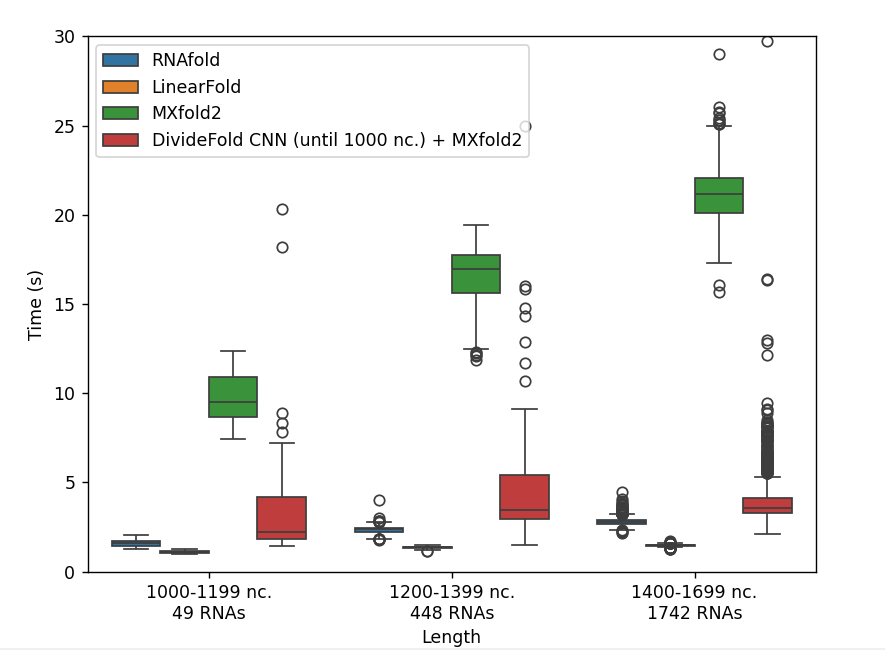 30
25
20
15
10
5
0
Time (s)
RNAfold
LinearFold
MXfold2
DivideFold CNN (until 1000 nc.) + MXfold2
1000-1199 nc.
49 RNAs
1200-1399 nc.
448 RNAs
1400-1699 nc.
1742 RNAs
Length